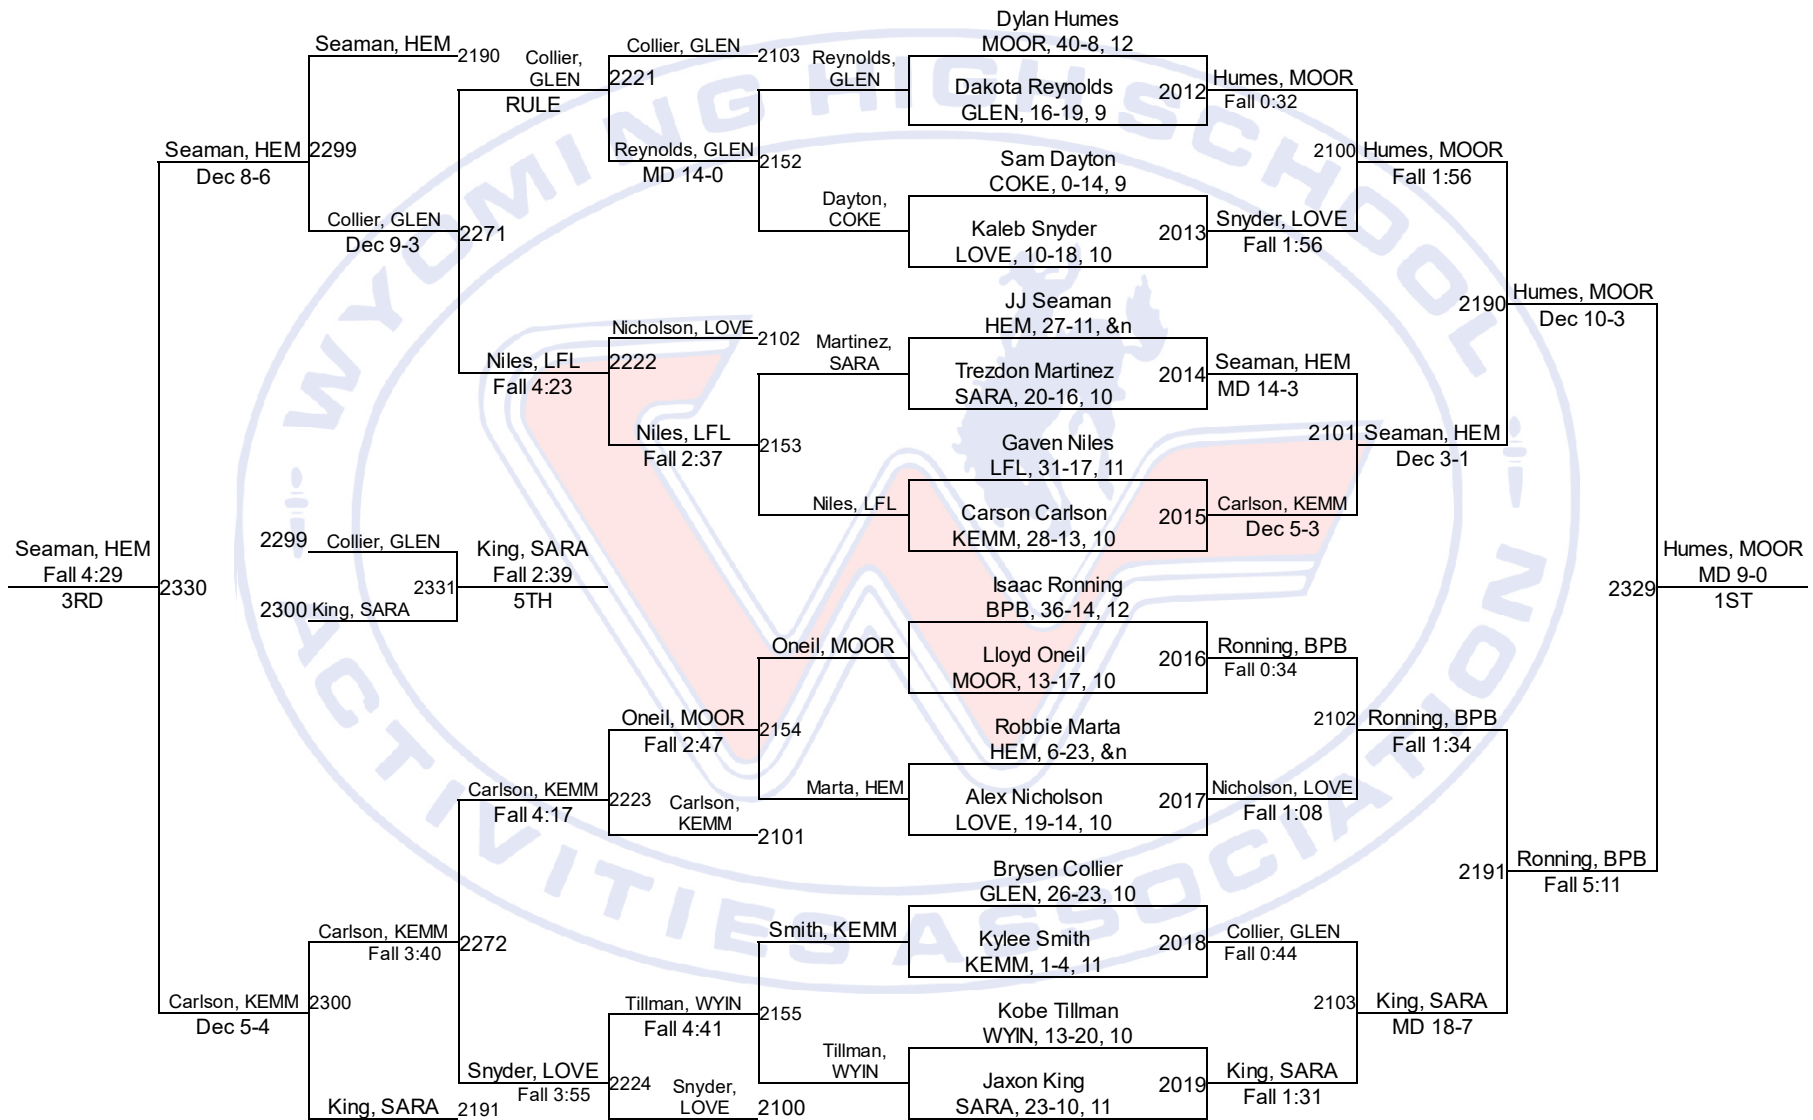 Dylan Humes
MOOR, 40-8, 12
Dakota Reynolds
GLEN, 16-19, 9
2012
Sam Dayton
COKE, 0-14, 9
Kaleb Snyder
LOVE, 10-18, 10
2013
JJ Seaman
HEM, 27-11, &n
Trezdon Martinez
SARA, 20-16, 10
2014
Gaven Niles
LFL, 31-17, 11
Carson Carlson
KEMM, 28-13, 10
2015
Isaac Ronning
BPB, 36-14, 12
Lloyd Oneil
MOOR, 13-17, 10
2016
Robbie Marta
HEM, 6-23, &n
Alex Nicholson
LOVE, 19-14, 10
2017
Brysen Collier
GLEN, 26-23, 10
Kylee Smith
KEMM, 1-4, 11
2018
Kobe Tillman
WYIN, 13-20, 10
Jaxon King
SARA, 23-10, 11
2019
Humes, MOOR
Fall 0:32
2100
Snyder, LOVE
Fall 1:56
Seaman, HEM
MD 14-3
2101
Carlson, KEMM
Dec 5-3
Ronning, BPB
Fall 0:34
2102
Nicholson, LOVE
Fall 1:08
Collier, GLEN
Fall 0:44
2103
King, SARA
Fall 1:31
Humes, MOOR
Fall 1:56
2190
Seaman, HEM
Dec 3-1
Ronning, BPB
Fall 1:34
2191
King, SARA
MD 18-7
Humes, MOOR
Dec 10-3
2329
Ronning, BPB
Fall 5:11
Humes, MOOR
MD 9-0
1ST
Reynolds,
GLEN
2152
Dayton,
COKE
Martinez,
SARA
2153
Niles, LFL
Oneil, MOOR
2154
Marta, HEM
Smith, KEMM
2155
Tillman,
WYIN
Collier, GLEN
2103
2221
Reynolds, GLEN
MD 14-0
Nicholson, LOVE
2102
2222
Niles, LFL
Fall 2:37
Oneil, MOOR
Fall 2:47
2223
Carlson,
KEMM
2101
Tillman, WYIN
Fall 4:41
2224
Snyder,
LOVE
2100
Collier,
GLEN
RULE
2271
Niles, LFL
Fall 4:23
Carlson, KEMM
Fall 4:17
2272
Snyder, LOVE
Fall 3:55
Seaman, HEM
2190
2299
Collier, GLEN
Dec 9-3
Carlson, KEMM
Fall 3:40
2300
King, SARA
2191
Seaman, HEM
Dec 8-6
2330
Carlson, KEMM
Dec 5-4
Seaman, HEM
Fall 4:29
3RD
2299
Collier, GLEN
2331
2300
King, SARA
King, SARA
Fall 2:39
5TH
WYOMING HIGH SCHOOL
ACTIVITIES ASSOCIATION